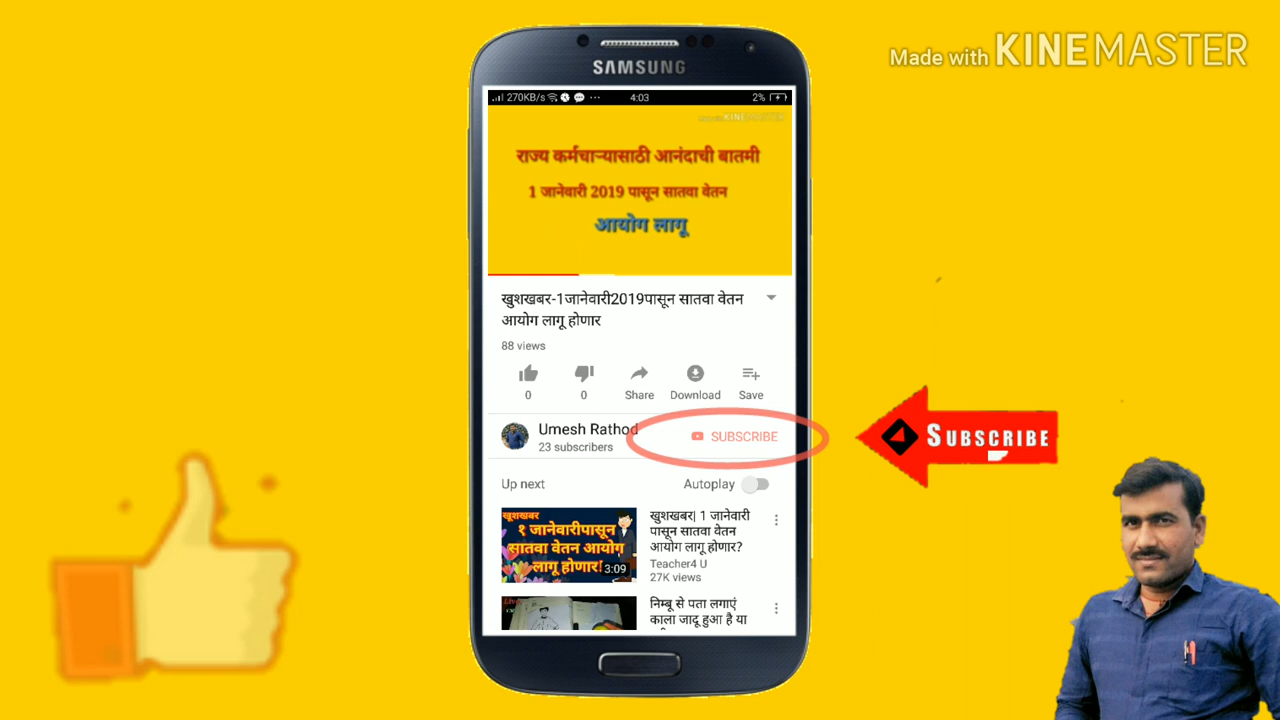 Made with KINEMASTER
SAMSUNG
270KB/s
4:03
2%
राज्य कर्मचाऱ्यासाठी आनंदाची बातमी
1 जानेवारी 2019 पासून सातवा वेतन
आयोग लागू
खुशखबर-1जानेवारी2019पासून सातवा वेतन
आयोग लागू होणार
88 views
0
0
Share
Download
Save
Umesh Rathod
23 subscribers
SUBSCRIBE
SUBSCRIBE
Up next
Autoplay
खूशखबर
१ जानेवारीपासून
सातवा वेतन आयोग
लागू होणार!
3:09
खुशखबर| 1 जानेवारी
पासून सातवा वेतन
आयोग लागू होणार?
Teacher4 U
27K views
निम्बू से पता लगाएं
काला जादू हुआ है या